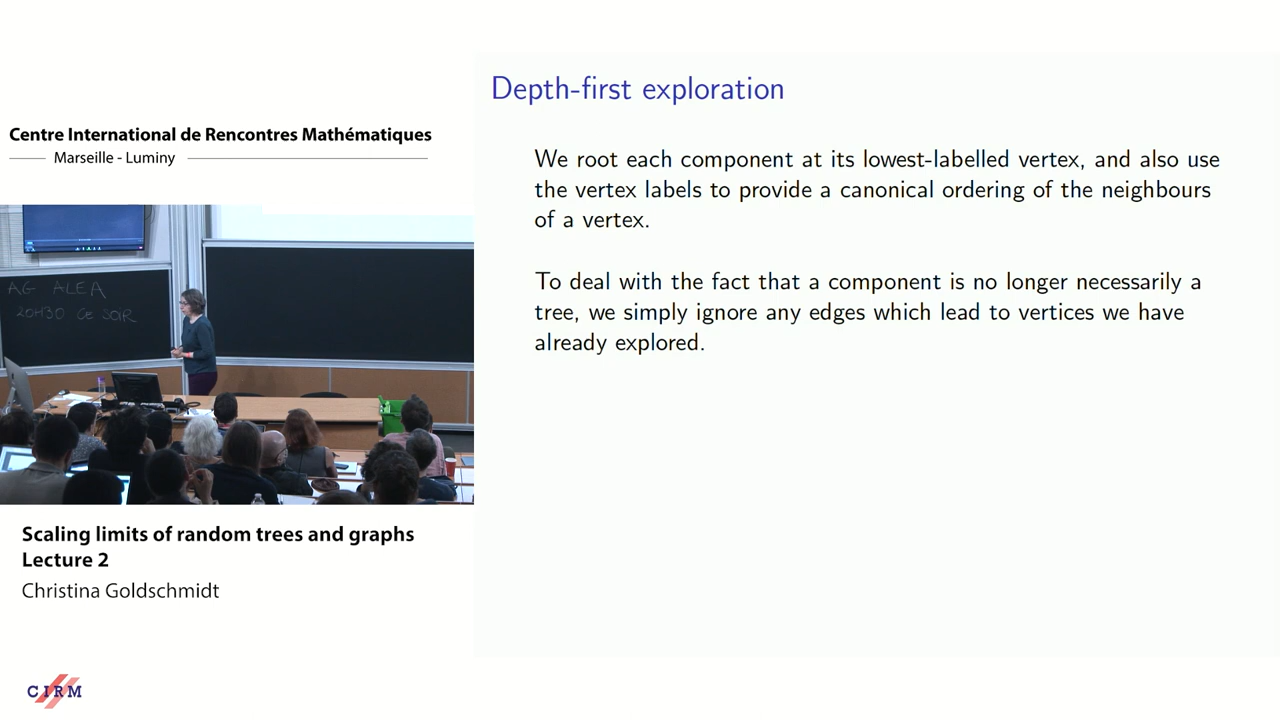 Centre International de Rencontres Mathématiques
Marseille - Luminy
AG ALEA
20H30 Ce SOIR
Scaling limits of random trees and graphs
Lecture 2
Christina Goldschmidt
CIRM
Depth-first exploration
We root each component at its lowest-labelled vertex, and also use
the vertex labels to provide a canonical ordering of the neighbours
of a vertex.
To deal with the fact that a component is no longer necessarily a
tree, we simply ignore any edges which lead to vertices we have
already explored.